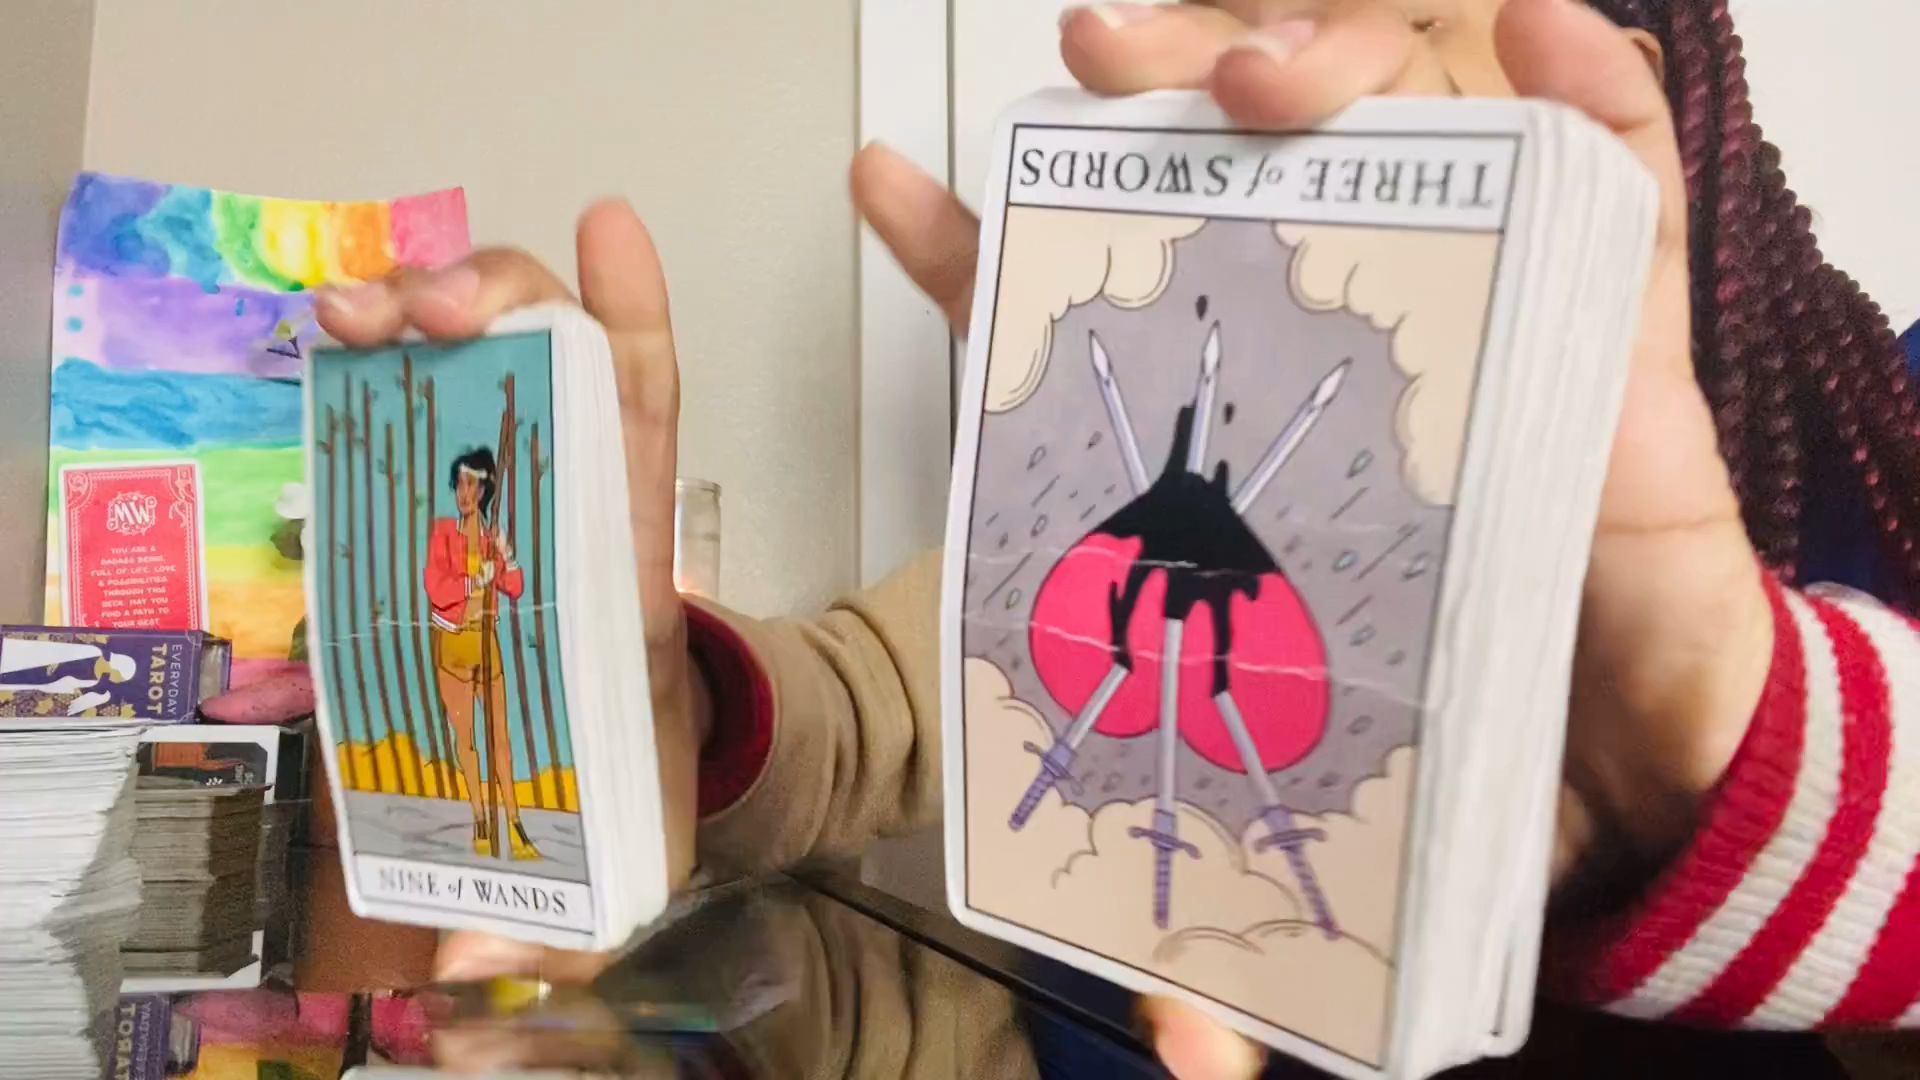 THREE of SWORDS
NINE of WANDS
MW
YOU ARE A
BADASS BEING,
FULL OF LIFE, LOVE
& POSSIBILITIES
THROUGH THIS
DECK, MAY YOU
FIND A PATH TO
YOUR BEST
EVERYDAY
TAROT
TAROT